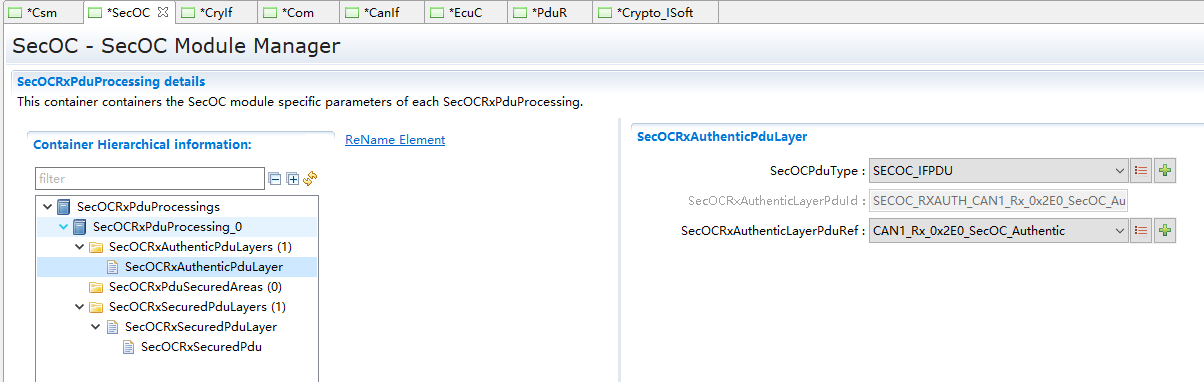 *Csm *SecOC *CryIf *Com *CanIf *EcuC *PduR *Crypto_ISoft
SecOC - SecOC Module Manager
SecOCRxPduProcessing details
This container containers the SecOC module specific parameters of each SecOCRxPduProcessing.
Container Hierarchical information:
ReName Element
filter
SecOCRxPduProcessings
SecOCRxPduProcessing_0
SecOCRxAuthenticPduLayers (1)
SecOCRxAuthenticPduLayer
SecOCRxPduSecuredAreas (0)
SecOCRxSecuredPduLayers (1)
SecOCRxSecuredPduLayer
SecOCRxSecuredPdu
SecOCRxAuthenticPduLayer
SecOCPduType : SECOC_IFPDU
SecOCRxAuthenticLayerPduId : SECOC_RXAUTH_CAN1_Rx_0x2E0_SecOC_Au
SecOCRxAuthenticLayerPduRef : CAN1_Rx_0x2E0_SecOC_Authentic